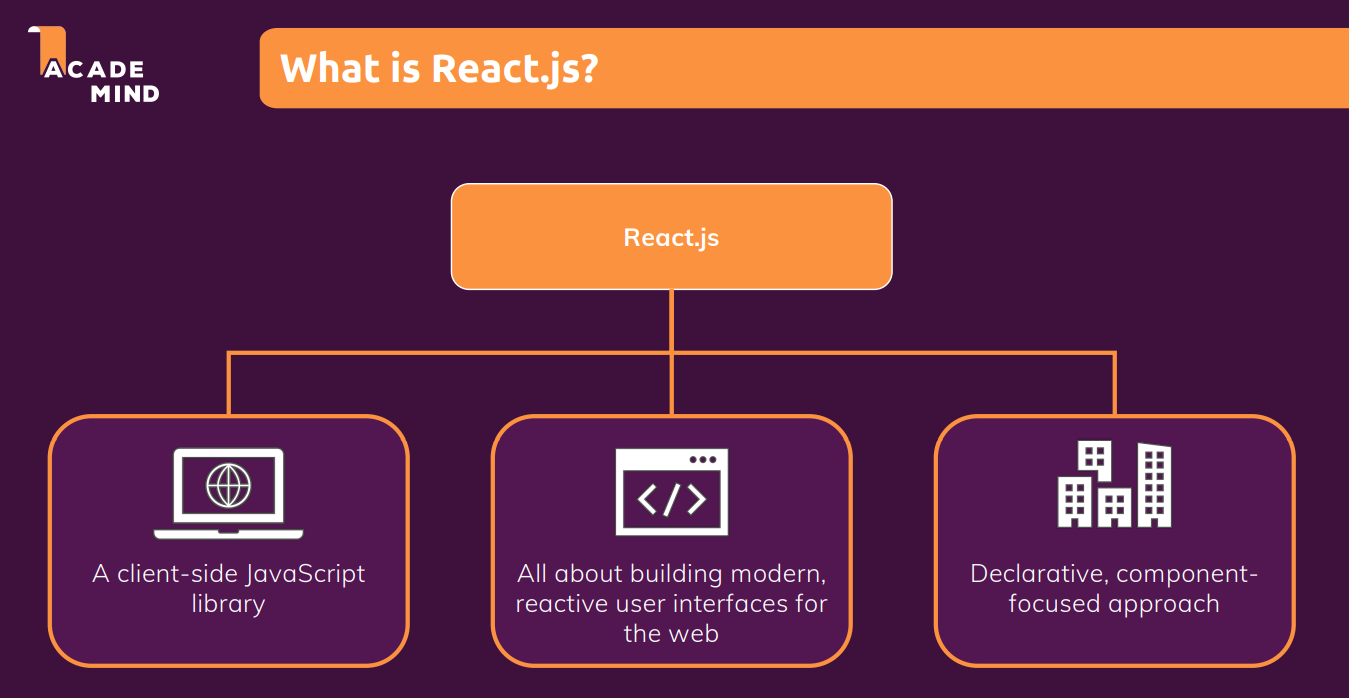 ACADE
MIND
What is React.js?
React.js
A client-side JavaScript
library
All about building modern,
reactive user interfaces for
the web
Declarative, component-
focused approach